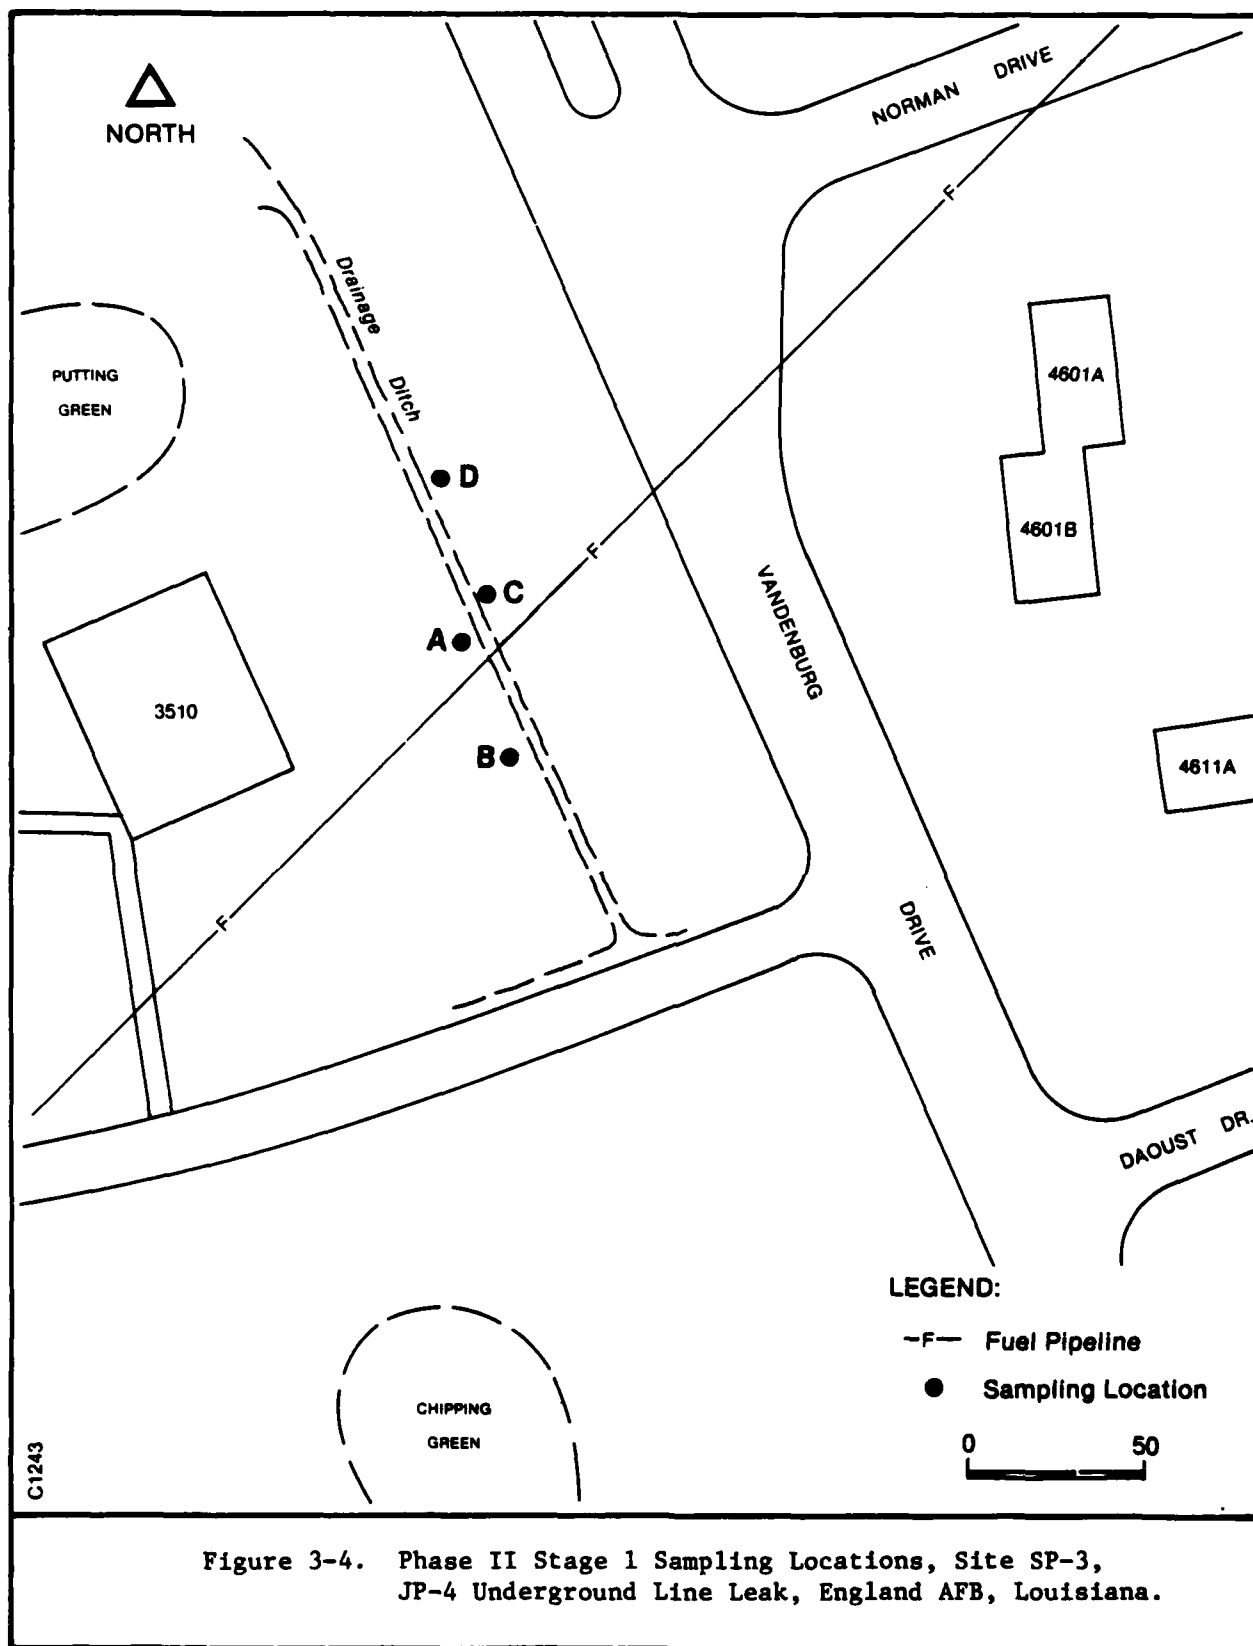 NORTH
NORMAN DRIVE
F
Drainage
Ditch
PUTTING
GREEN
4601A
D
4601B
F
C
VANDENBURG
A
3510
B
4611A
F
DRIVE
DAOUST DR.
LEGEND:
-F- Fuel Pipeline
Sampling Location
CHIPPING
GREEN
0 50
C1243
Figure 3-4. Phase II Stage 1 Sampling Locations, Site SP-3,
JP-4 Underground Line Leak, England AFB, Louisiana.